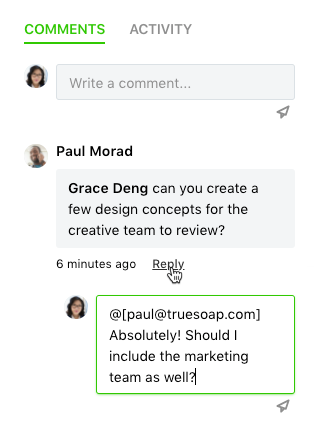 COMMENTS ACTIVITY
Write a comment...
Paul Morad
Grace Deng can you create a
few design concepts for the
creative team to review?
6 minutes ago Reply
@[paul@truesoap.com]
Absolutely! Should I
include the marketing
team as well?